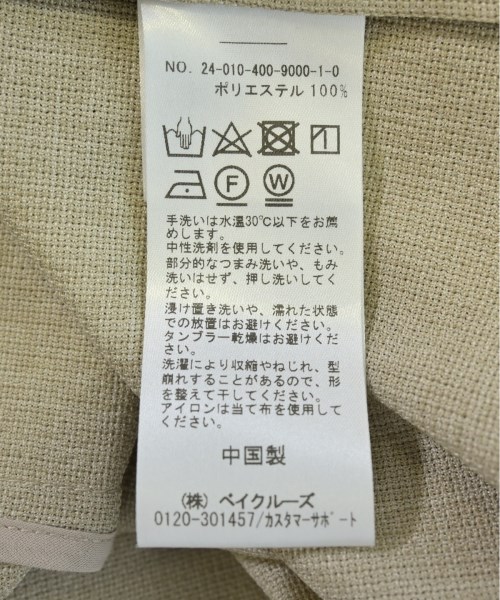 NO. 24-010-400-9000-1-0
ポリエステル 100%
F
W
手洗いは水温30℃以下をお薦
めします。
中性洗剤を使用してください。
部分的なつまみ洗いや、もみ
洗いはせず、押し洗いしてく
ださい。
浸け置き洗いや、濡れた状態
での放置はお避けください。
タンブラー乾燥はお避けくだ
さい。
洗濯により収縮やねじれ、型
崩れすることがあるので、形
を整えて干してください。
アイロンは当て布を使用して
ください。
中国製
(株) ベイクルーズ
0120-301457/ｶｽﾀﾏｰｻﾎﾟｰﾄ